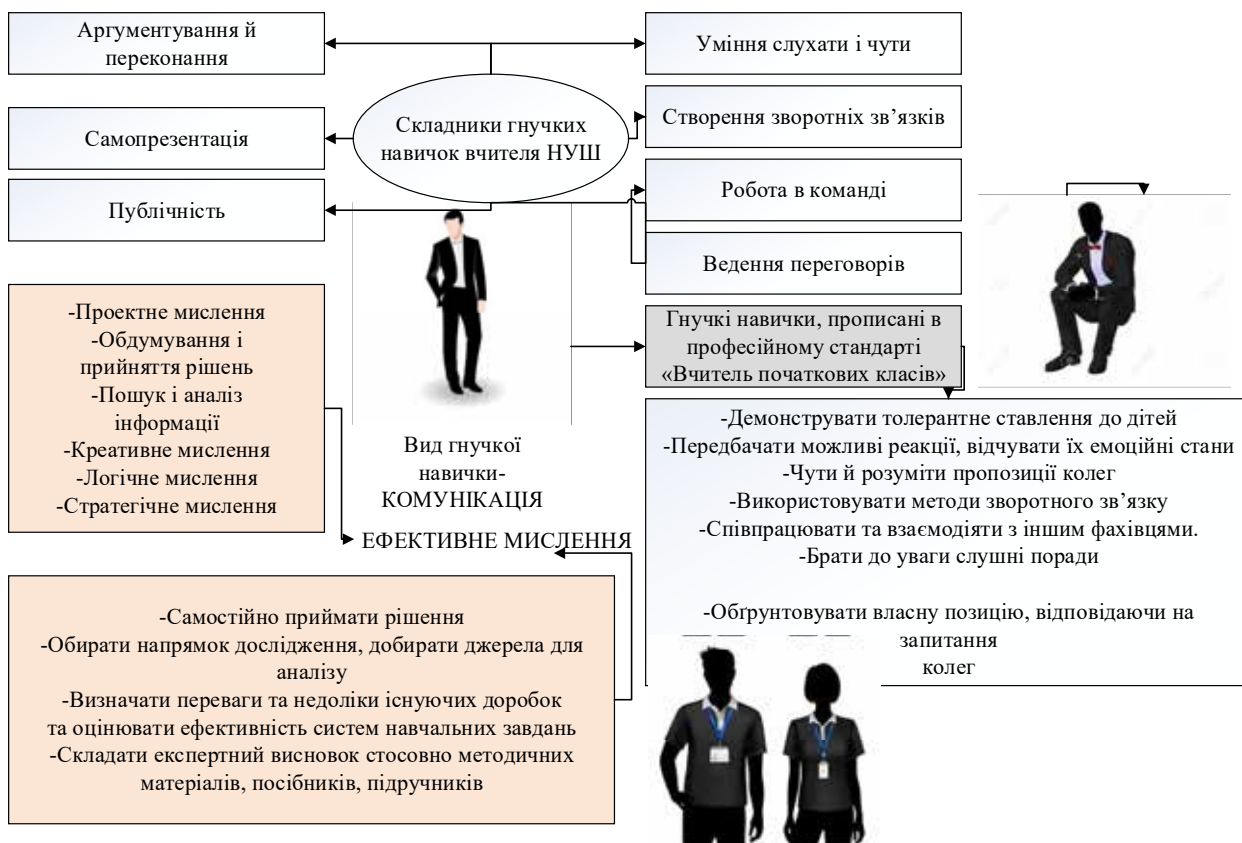 Аргументування й
переконання
Уміння слухати і чути
Складники гнучких
навичок вчителя НУШ
Самопрезентація
Створення зворотніх зв’язків
Публічність
Робота в команді
Ведення переговорів
-Проектне мислення
-Обдумування і
прийняття рішень
-Пошук і аналіз
інформації
-Креативне мислення
-Логічне мислення
-Стратегічне мислення
Вид гнучкої
навички-
КОМУНІКАЦІЯ
Гнучкі навички, прописані в
професійному стандарті
«Вчитель початкових класів»
-Демонструвати толерантне ставлення до дітей
-Передбачати можливі реакції, відчувати їх емоційні стани
-Чути й розуміти пропозиції колег
-Використовувати методи зворотного зв’язку
-Співпрацювати та взаємодіяти з іншим фахівцями.
-Брати до уваги слушні поради
-Обґрунтовувати власну позицію, відповідаючи на
запитання
колег
ЕФЕКТИВНЕ МИСЛЕННЯ
-Самостійно приймати рішення
-Обирати напрямок дослідження, добирати джерела для
аналізу
-Визначати переваги та недоліки існуючих доробок
та оцінювати ефективність систем навчальних завдань
-Складати експертний висновок стосовно методичних
матеріалів, посібників, підручників